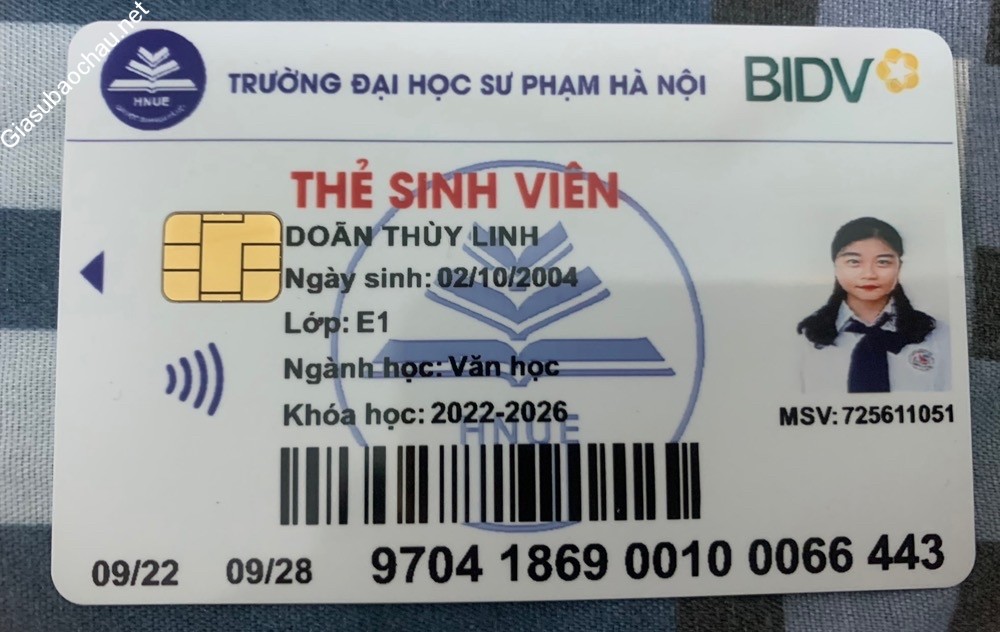 Giasubaochau.net
HNUE
TRƯỜNG ĐẠI HỌC SƯ PHẠM HÀ NỘI
BIDV
THẺ SINH VIÊN
DOÃN THÙY LINH
Ngày sinh: 02/10/2004
Lớp: E1
Ngành học: Văn học
Khóa học: 2022-2026
MSV: 725611051
HNUE
09/22 09/28 9704 1869 0010 0066 443